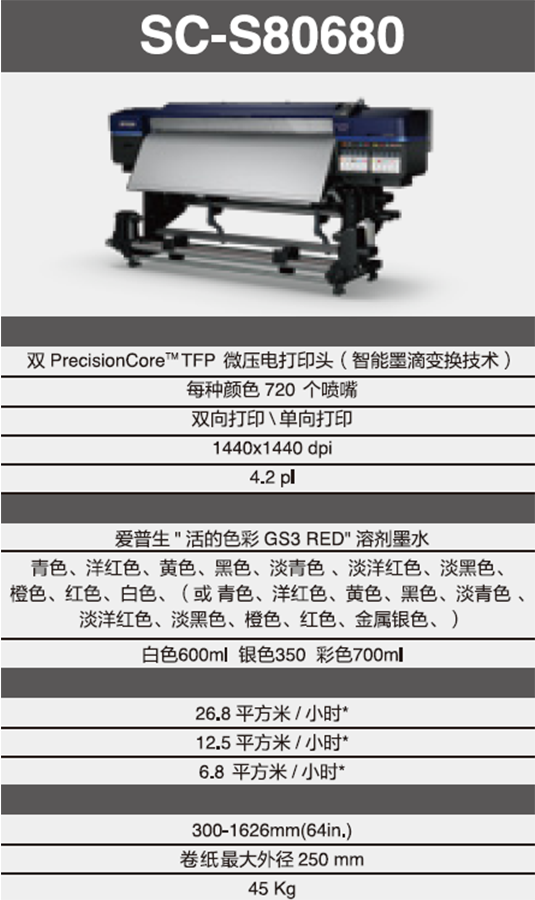 SC-S80680
双 PrecisionCore™ TFP 微压电打印头（智能墨滴变换技术）
每种颜色 720 个喷嘴
双向打印 \ 单向打印
1440x1440 dpi
4.2 pl
爱普生 " 活的色彩 GS3 RED" 溶剂墨水
青色、洋红色、黄色、黑色、淡青色 、淡洋红色、淡黑色、
橙色、红色、白色、（ 或 青色、洋红色、黄色、黑色、淡青色 、
淡洋红色、淡黑色、橙色、红色、金属银色、）
白色600ml 银色350 彩色700ml
26.8 平方米 / 小时*
12.5 平方米 / 小时*
6.8 平方米 / 小时*
300-1626mm(64in.)
卷纸最大外径 250 mm
45 Kg